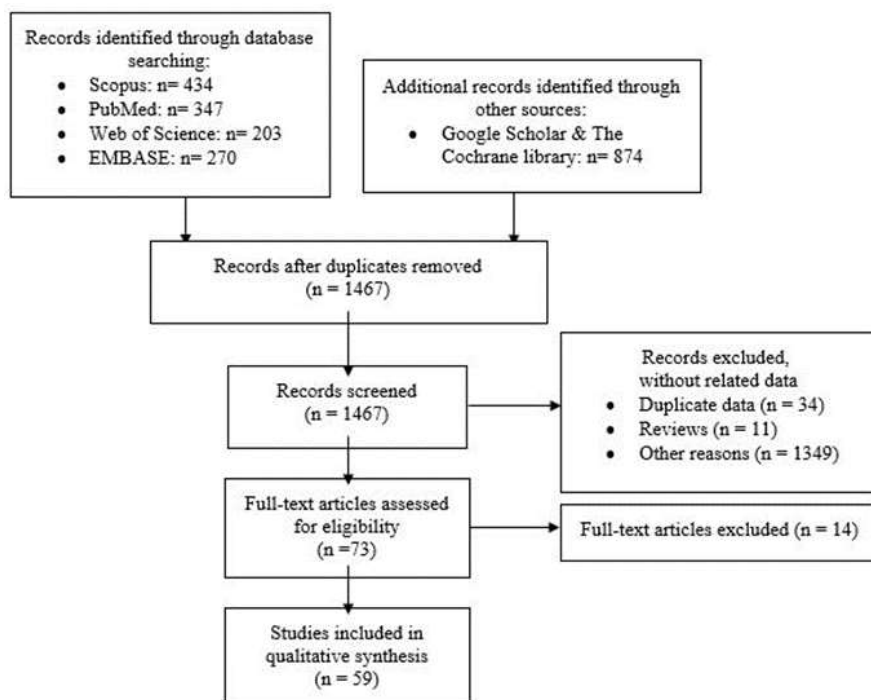 Records identified through database
searching:
• Scopus: n= 434
• PubMed: n= 347
• Web of Science: n= 203
• EMBASE: n= 270
Additional records identified through
other sources:
• Google Scholar & The
Cochrane library: n= 874
Records after duplicates removed
(n = 1467)
Records screened
(n = 1467)
Records excluded,
without related data
• Duplicate data (n = 34)
• Reviews (n = 11)
• Other reasons (n = 1349)
Full-text articles assessed
for eligibility
(n =73)
Full-text articles excluded (n = 14)
Studies included in
qualitative synthesis
(n = 59)